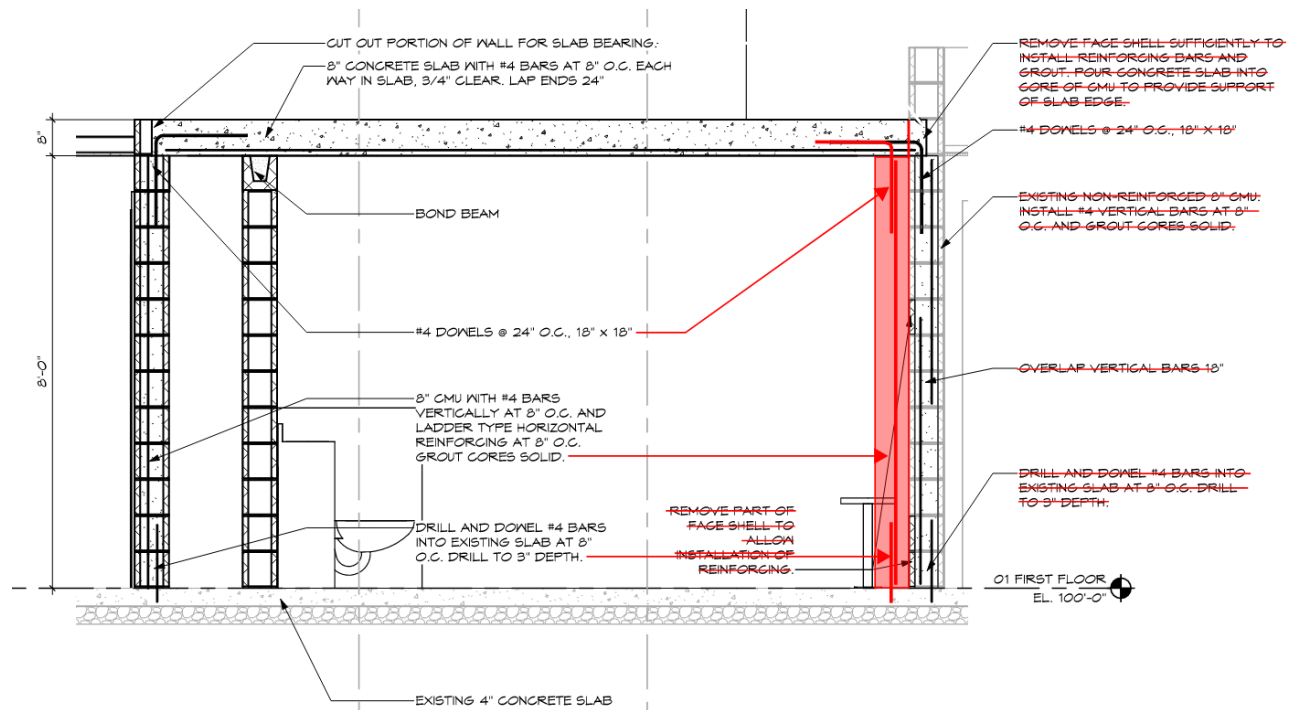 CUT OUT PORTION OF WALL FOR SLAB BEARING.
8" CONCRETE SLAB WITH #4 BARS AT 8" O.C. EACH
WAY IN SLAB, 3/4" CLEAR. LAP ENDS 24"
REMOVE FACE SHELL SUFFICIENTLY TO
INSTALL REINFORCING BARS AND
GROUT. POUR CONCRETE SLAB INTO
CORE OF CMU TO PROVIDE SUPPORT
OF SLAB EDGE.
#4 DOWELS @ 24" O.C., 18" X 18"
8"
EXISTING NON-REINFORCED 8" CMU.
INSTALL #4 VERTICAL BARS AT 8"
O.C. AND GROUT CORES SOLID.
BOND BEAM
#4 DOWELS @ 24" O.C., 18" X 18"
8'-0"
OVERLAP VERTICAL BARS 18"
8" CMU WITH #4 BARS
VERTICALLY AT 8" O.C. AND
LADDER TYPE HORIZONTAL
REINFORCING AT 8" O.C.
GROUT CORES SOLID.
DRILL AND DOWEL #4 BARS INTO
EXISTING SLAB AT 8" O.C. DRILL
TO 3" DEPTH.
REMOVE PART OF
FACE SHELL TO
ALLOW
INSTALLATION OF
REINFORCING.
DRILL AND DOWEL #4 BARS
INTO EXISTING SLAB AT 8"
O.C. DRILL TO 3" DEPTH.
01 FIRST FLOOR
EL. 100'-0"
EXISTING 4" CONCRETE SLAB